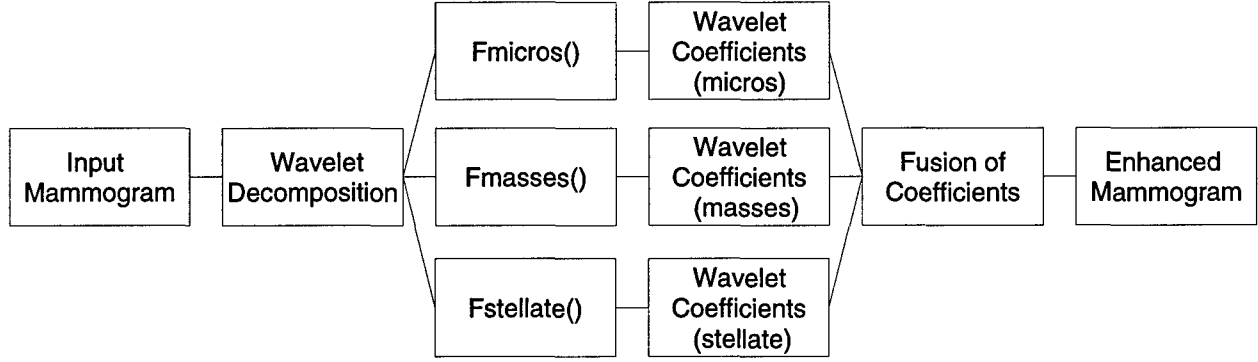 Input
Mammogram
Wavelet
Decomposition
Fmicros()
Wavelet
Coefficients
(micros)
Fmasses()
Wavelet
Coefficients
(masses)
Fstellate()
Wavelet
Coefficients
(stellate)
Fusion of
Coefficients
Enhanced
Mammogram